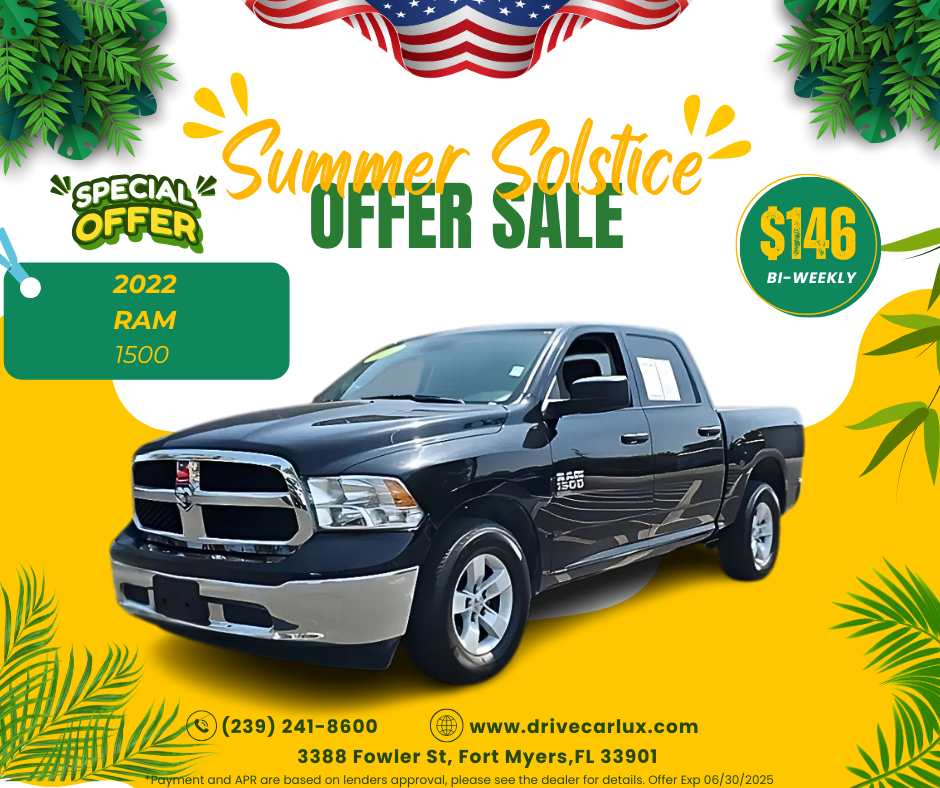 Summer Solstice
OFFER SALE
SPECIAL
OFFER
$146
BI-WEEKLY
2022
RAM
1500
RAM
1500
(239) 241-8600
www.drivecarlux.com
3388 Fowler St, Fort Myers,FL 33901
*Payment and APR are based on lenders approval, please see the dealer for details. Offer Exp 06/30/2025